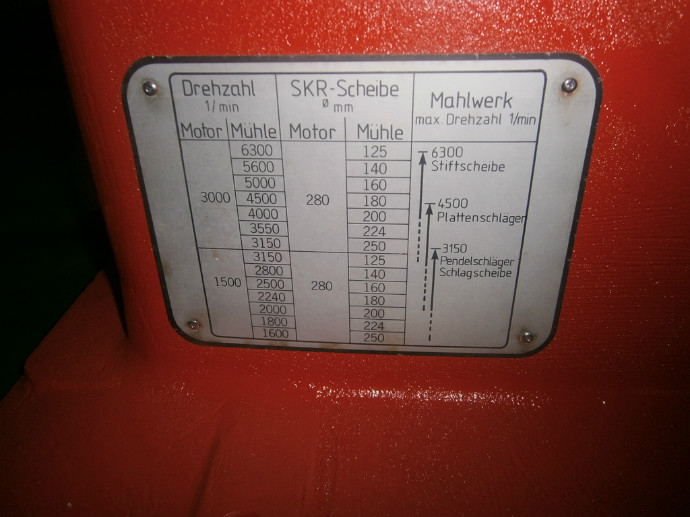 Drehzahl SKR-Scheibe Mahlwerk
1/min ø mm max. Drehzahl 1/min
Motor Mühle Motor Mühle
6300 125 6300
5600 140 Stiftscheibe
5000 160
3000 4500 280 180 4500
4000 200 Plattenschläger
3550 224
3150 250 3150
3150 125 Pendelschläger
2800 140 Schlagscheibe
1500 2500 280 160
2240 180
2000 200
1800 224
1600 250